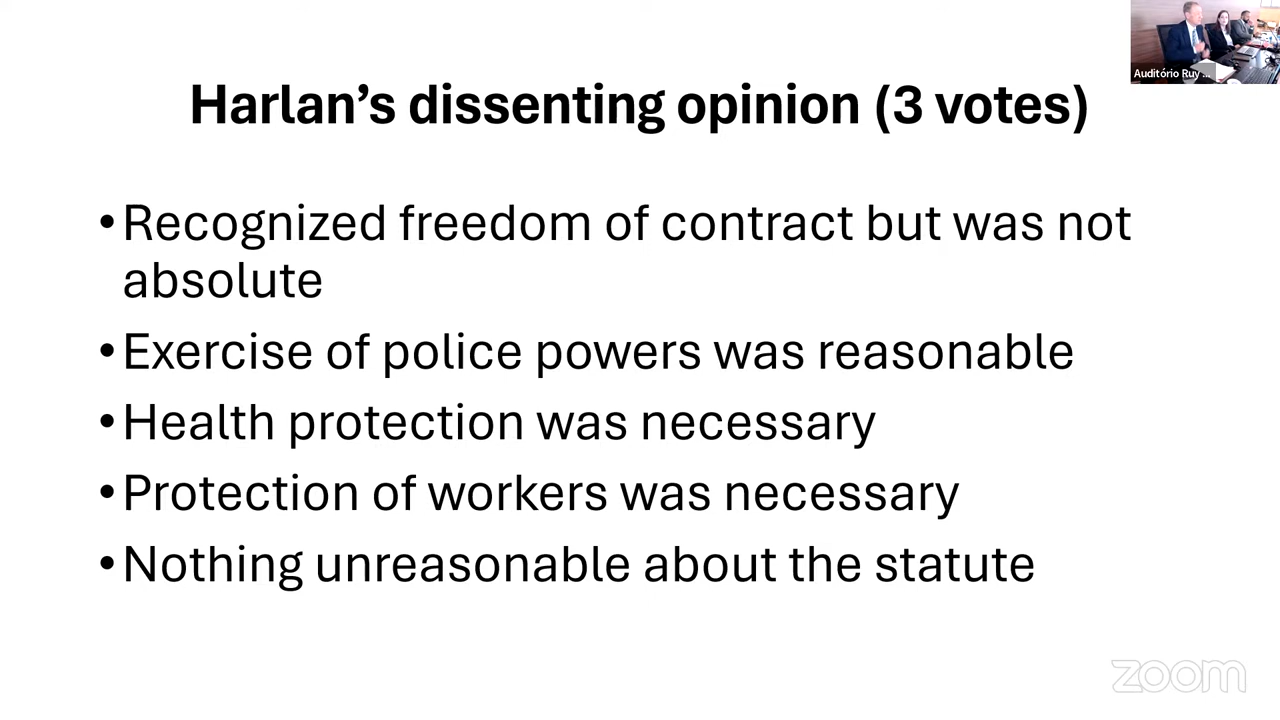 Auditório Ruy ...
Harlan's dissenting opinion (3 votes)
•Recognized freedom of contract but was not
absolute
•Exercise of police powers was reasonable
•Health protection was necessary
•Protection of workers was necessary
•Nothing unreasonable about the statute
zoom